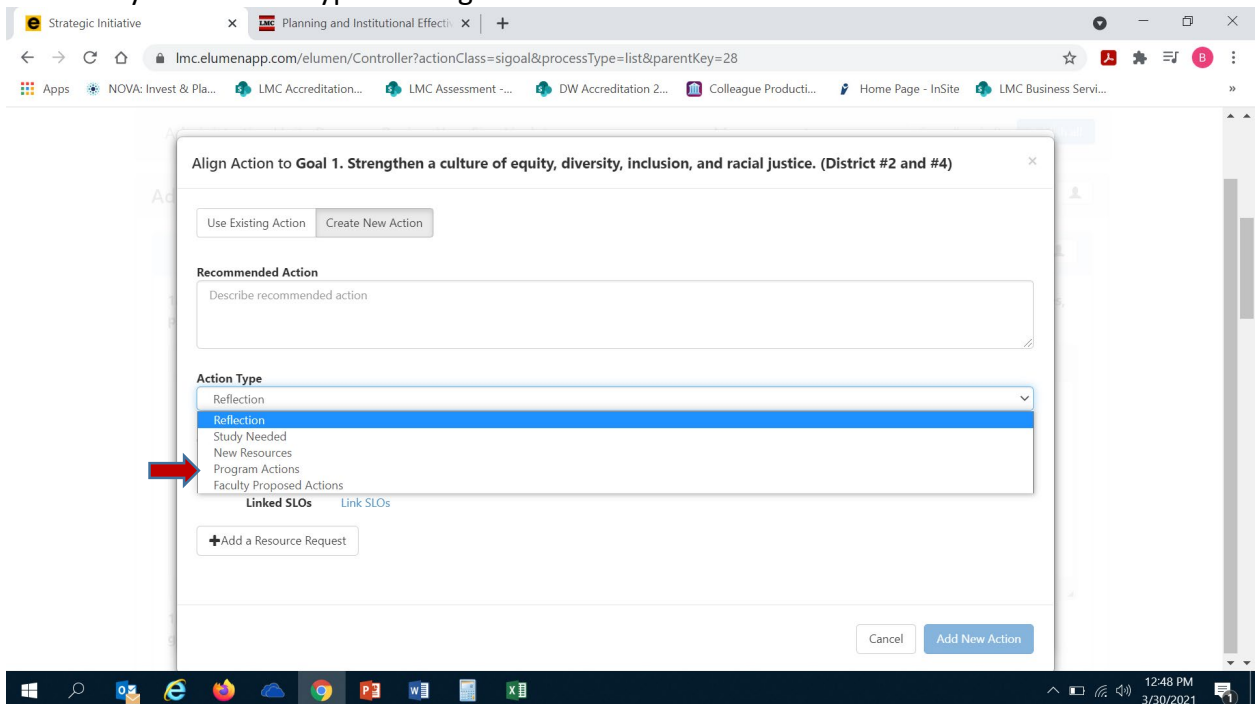 Strategic Initiative
LMC Planning and Institutional Effectiv
lmc.elumenapp.com/elumen/Controller?actionClass=sigoal&processType=list&parentKey=28
B
Apps NOVA: Invest & Pla... LMC Accreditation... LMC Assessment -... DW Accreditation 2... Colleague Producti... Home Page - InSite LMC Business Servi... »
Align Action to Goal 1. Strengthen a culture of equity, diversity, inclusion, and racial justice. (District #2 and #4) ×
Use Existing Action Create New Action
Recommended Action
Describe recommended action
Action Type
Reflection
Reflection
Study Needed
New Resources
Program Actions
Faculty Proposed Actions
Linked SLOs Link SLOs
+Add a Resource Request
Cancel Add New Action
12:48 PM
3/30/2021